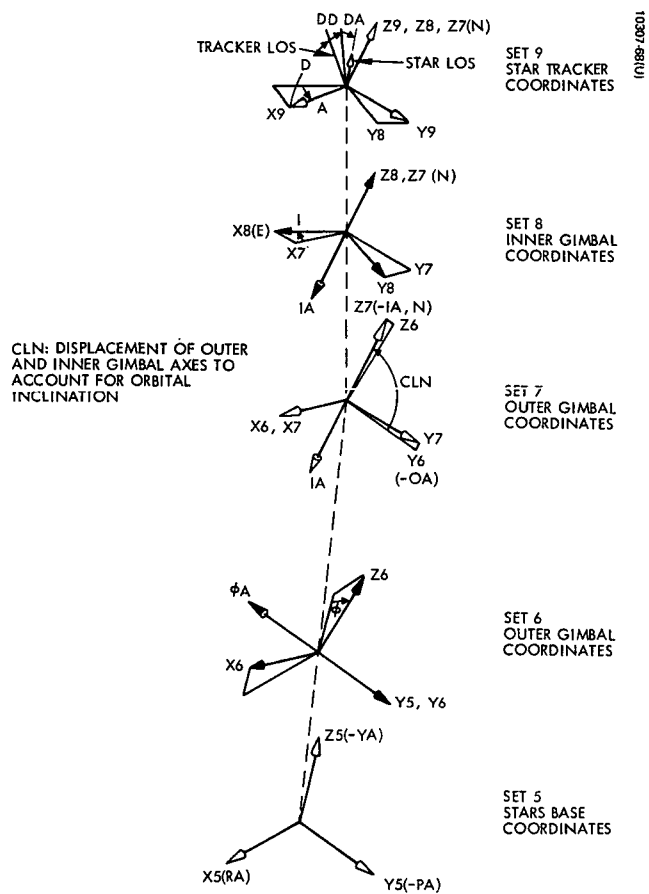 10307-68(U)
DD DA
Z9, Z8, Z7(N)
TRACKER LOS
STAR LOS
D
A
X9
Y8
Y9
SET 9
STAR TRACKER
COORDINATES
Z8, Z7 (N)
I
X8(E)
X7
Y7
Y8
IA
SET 8
INNER GIMBAL
COORDINATES
Z7(-IA, N)
Z6
CLN: DISPLACEMENT OF OUTER
AND INNER GIMBAL AXES TO
ACCOUNT FOR ORBITAL
INCLINATION
CLN
X6, X7
Y7
Y6
(-OA)
IA
SET 7
OUTER GIMBAL
COORDINATES
ϕA
Z6
ϕ
X6
Y5, Y6
SET 6
OUTER GIMBAL
COORDINATES
Z5(-YA)
X5(RA)
Y5(-PA)
SET 5
STARS BASE
COORDINATES